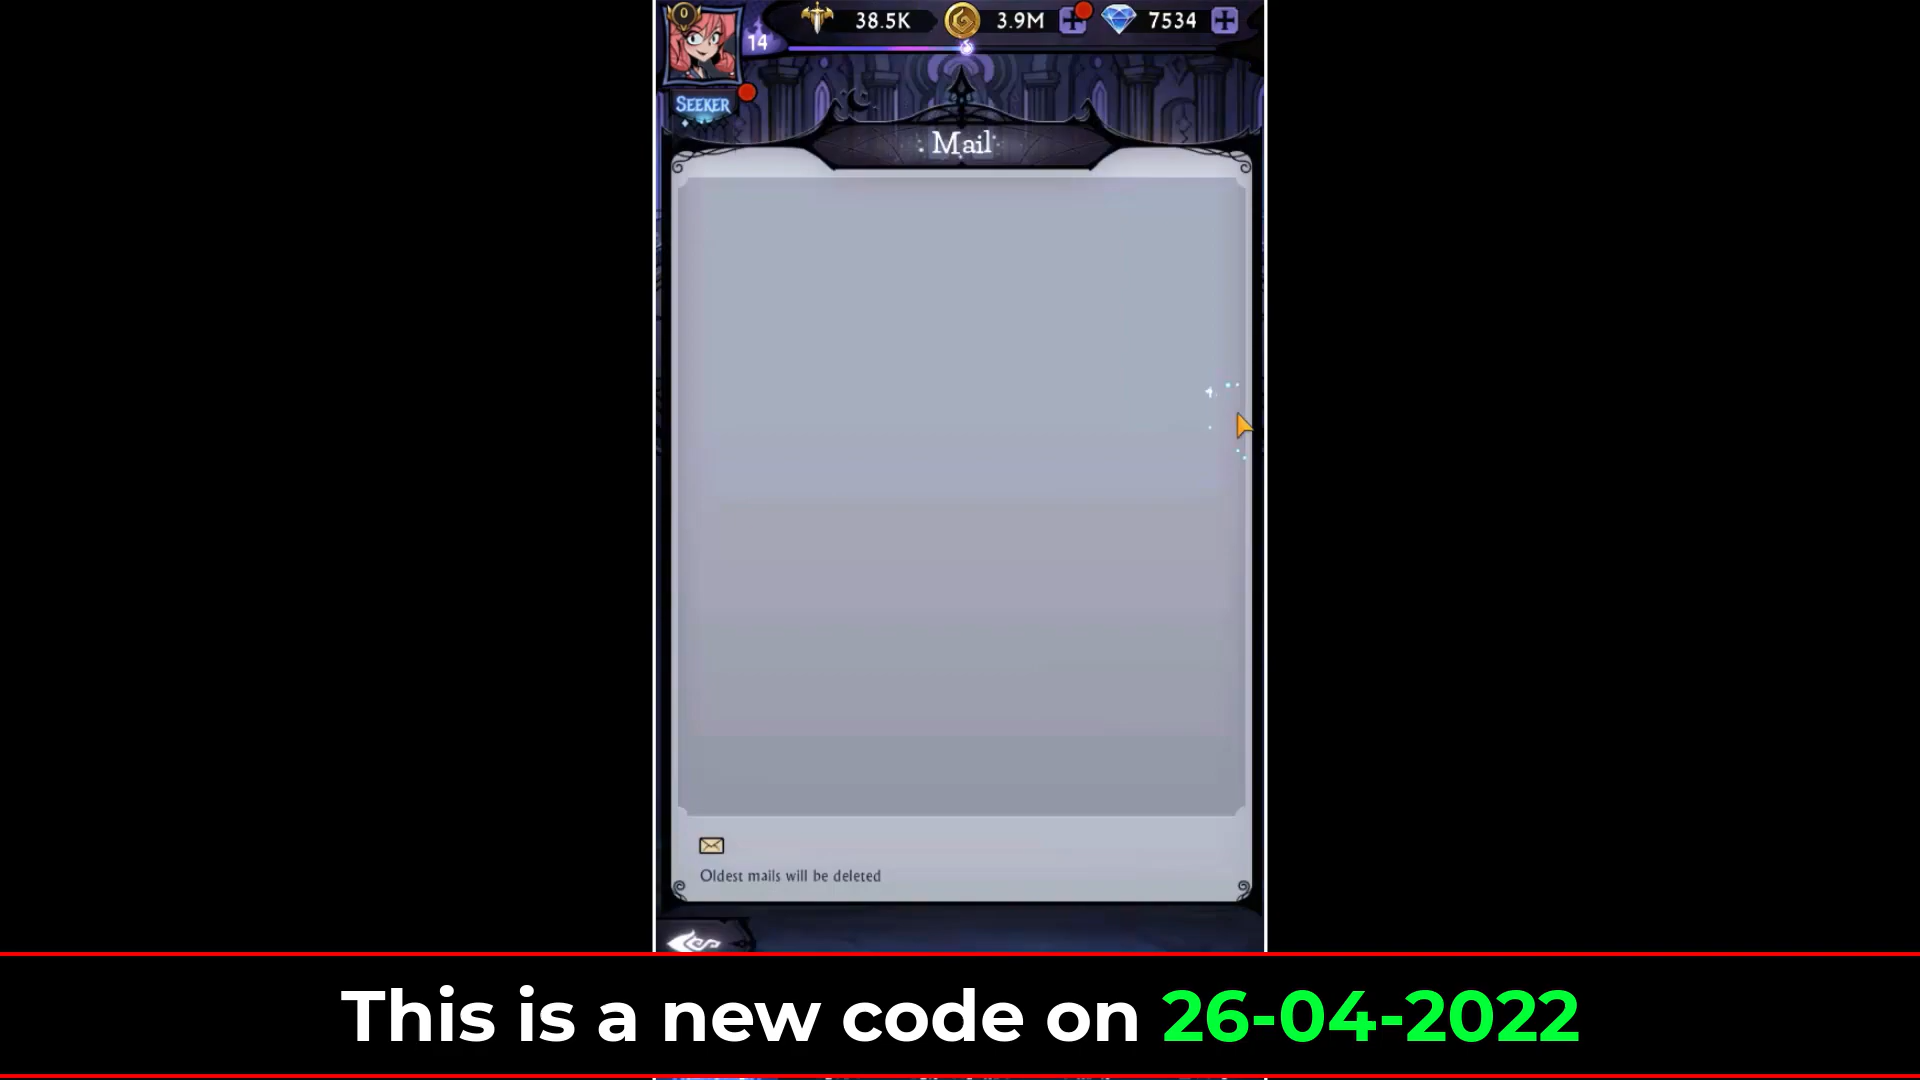 0
14
38.5K
3.9M
7534
SEEKER
Mail
Oldest mails will be deleted
This is a new code on 26-04-2022